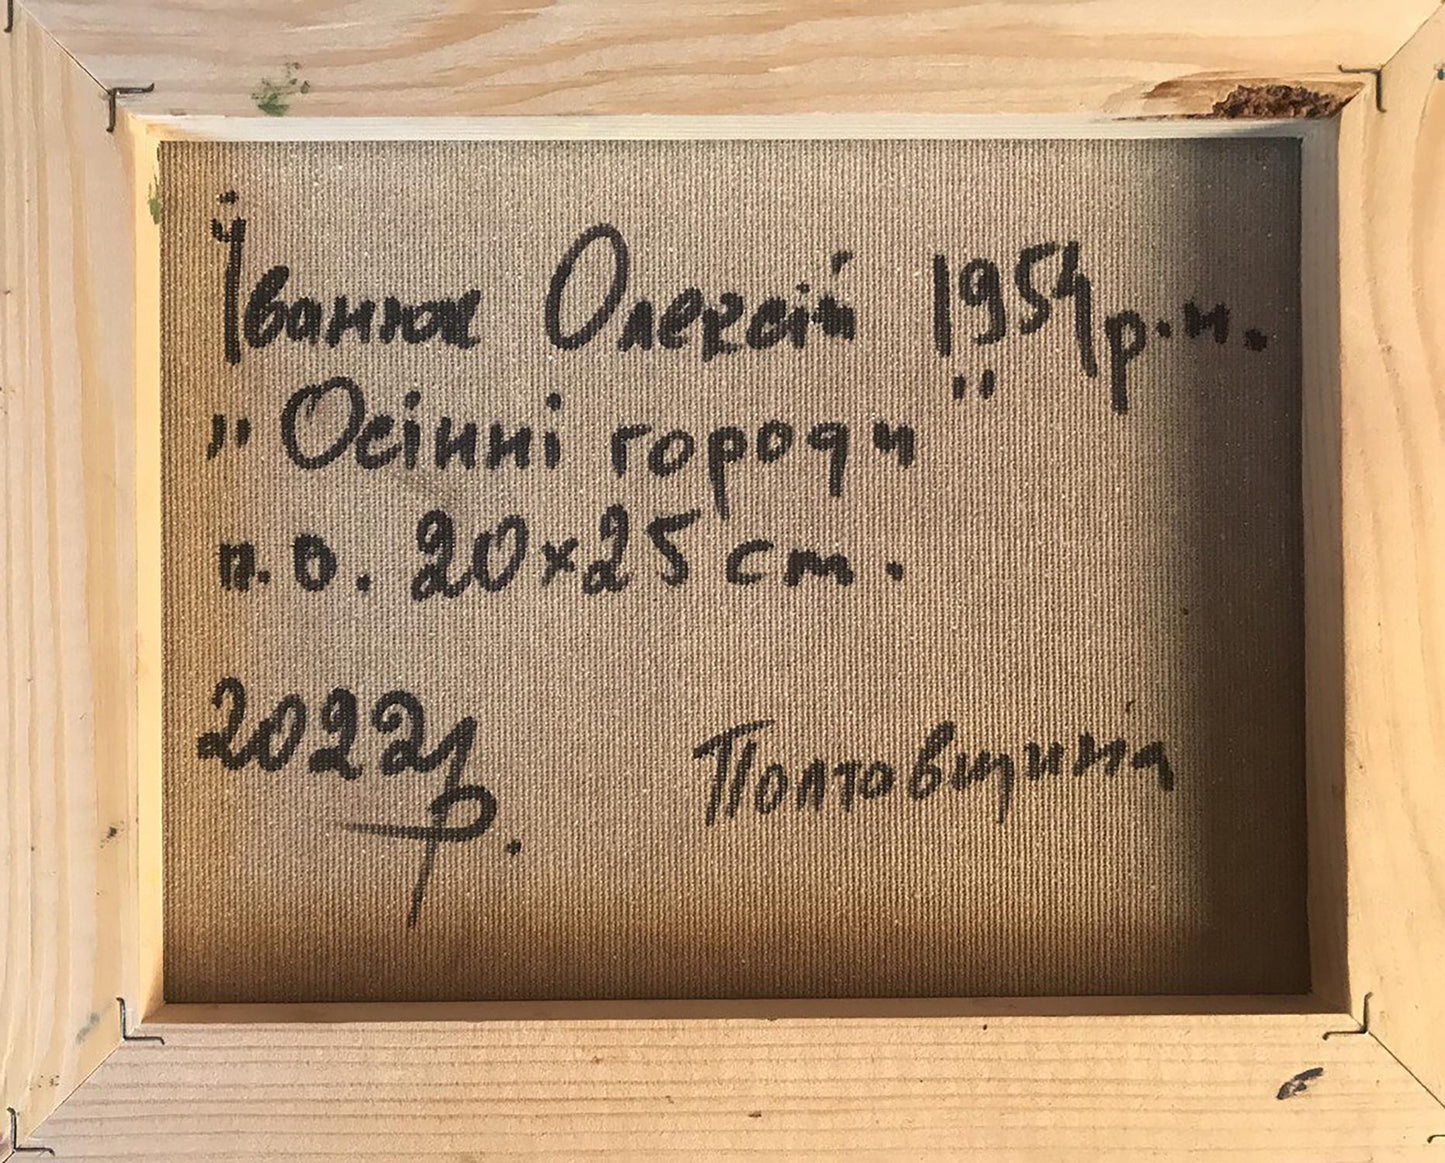 Іванюк Олексій 1954 р.н.
„Осінні городи"
п.о. 20×25 cm.
2022 р.
Полтавщина